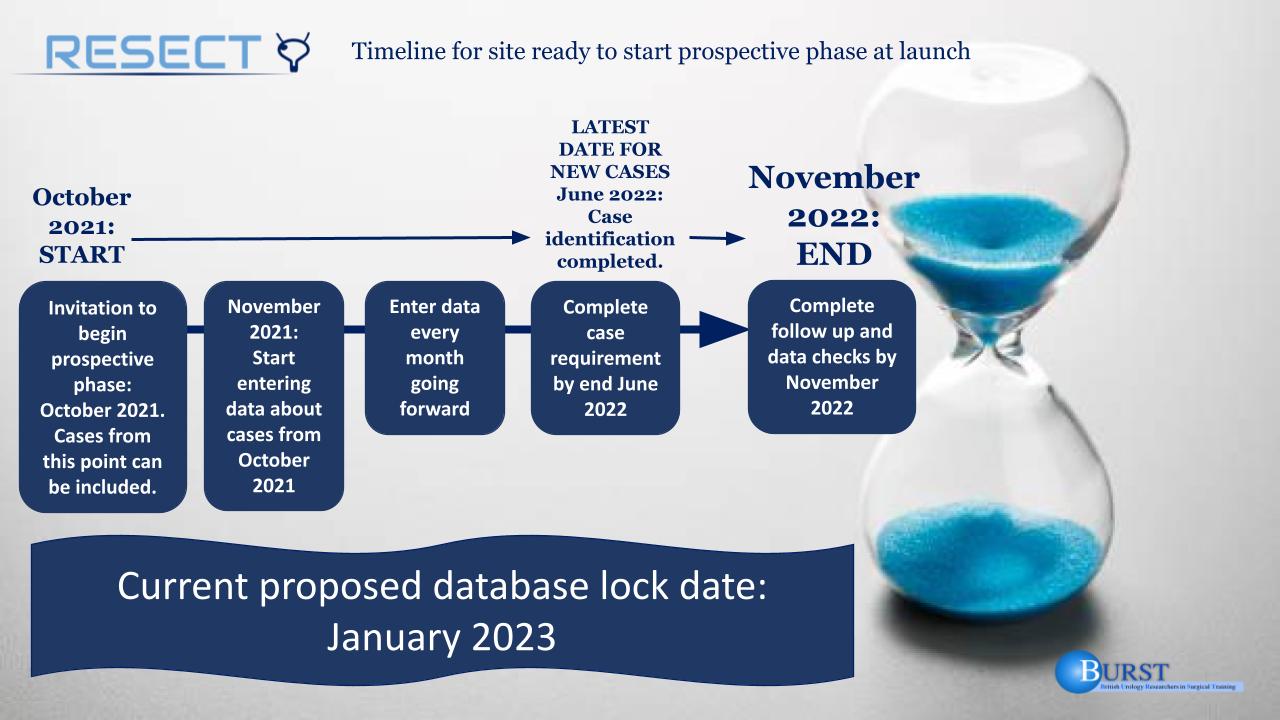 RESECT
Timeline for site ready to start prospective phase at launch
October
2021:
START
LATEST
DATE FOR
NEW CASES
June 2022:
Case
identification
completed.
November
2022:
END
Invitation to
begin
prospective
phase:
October 2021.
Cases from
this point can
be included.
November
2021:
Start
entering
data about
cases from
October
2021
Enter data
every
month
going
forward
Complete
case
requirement
by end June
2022
Complete
follow up and
data checks by
November
2022
Current proposed database lock date:
January 2023
BURST
British Urology Researchers in Surgical Training